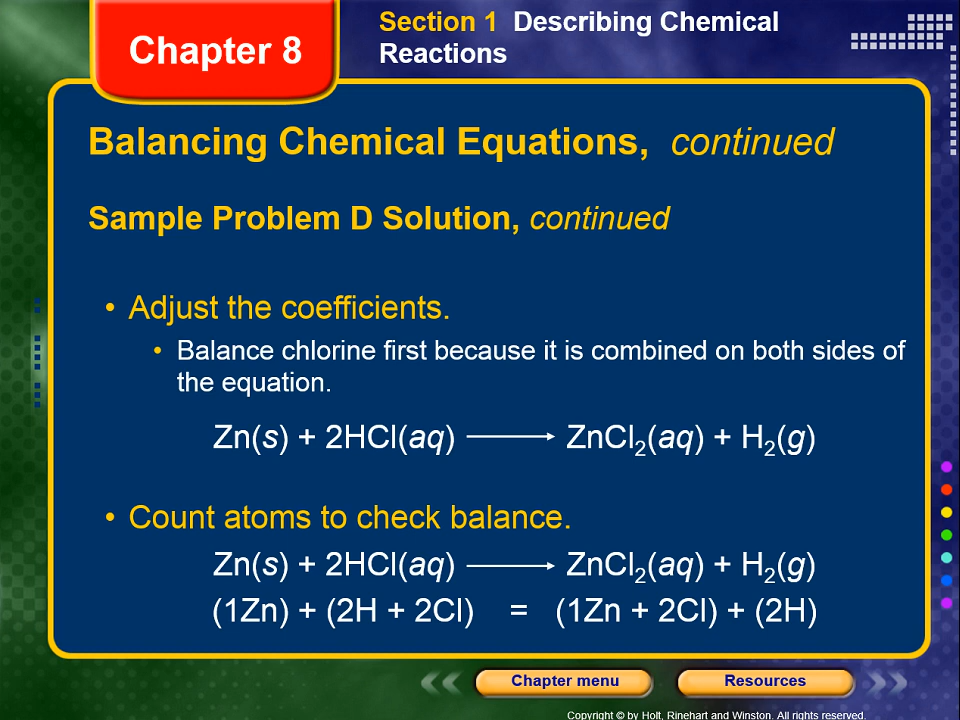 Chapter 8
Section 1 Describing Chemical
Reactions
Balancing Chemical Equations, continued
Sample Problem D Solution, continued
• Adjust the coefficients.
• Balance chlorine first because it is combined on both sides of
the equation.
Zn(s) + 2HCl(aq) ⟶ ZnCl₂(aq) + H₂(g)
• Count atoms to check balance.
Zn(s) + 2HCl(aq) ⟶ ZnCl₂(aq) + H₂(g)
(1Zn) + (2H + 2Cl) = (1Zn + 2Cl) + (2H)
Chapter menu Resources
Copyright © by Holt, Rinehart and Winston. All rights reserved.